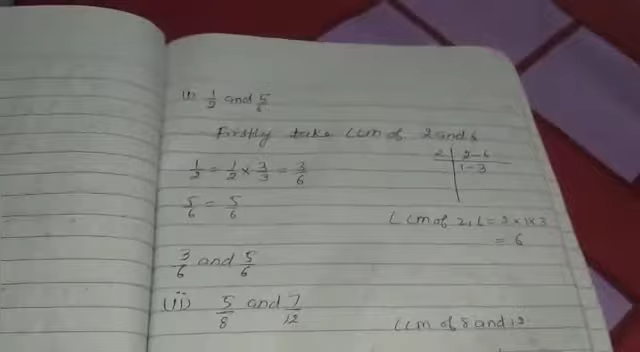 (i) 1/2 and 5/6
Firstly take LCM of 2 and 6
2 | 2 - 6
1 - 3
1/2 = 1/2 × 3/3 = 3/6
5/6 = 5/6
LCM of 2, 6 = 2 × 1 × 3
= 6
3/6 and 5/6
(ii) 5/8 and 7/12
LCM of 8 and 12